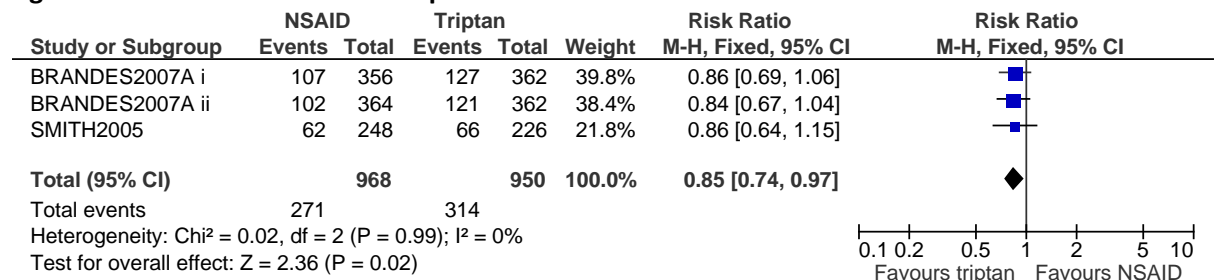 NSAID Triptan Risk Ratio Risk Ratio
Study or Subgroup Events Total Events Total Weight M-H, Fixed, 95% CI M-H, Fixed, 95% CI
BRANDES2007A i 107 356 127 362 39.8% 0.86 [0.69, 1.06]
BRANDES2007A ii 102 364 121 362 38.4% 0.84 [0.67, 1.04]
SMITH2005 62 248 66 226 21.8% 0.86 [0.64, 1.15]
Total (95% CI) 968 950 100.0% 0.85 [0.74, 0.97]
Total events 271 314
Heterogeneity: Chi² = 0.02, df = 2 (P = 0.99); I² = 0%
Test for overall effect: Z = 2.36 (P = 0.02)
0.1 0.2 0.5 1 2 5 10
Favours triptan Favours NSAID